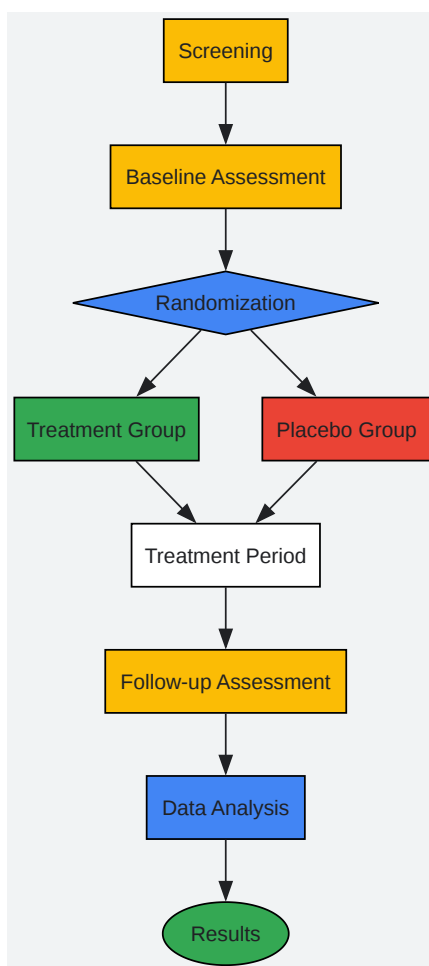 Screening
Baseline Assessment
Randomization
Treatment Group
Placebo Group
Treatment Period
Follow-up Assessment
Data Analysis
Results